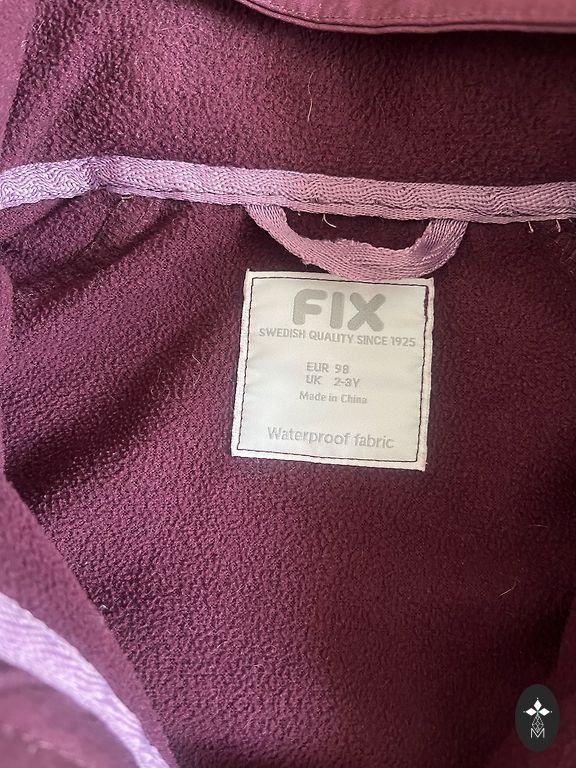 FIX
SWEDISH QUALITY SINCE 1925
EUR 98
UK 2-3Y
Made in China
Waterproof fabric
M